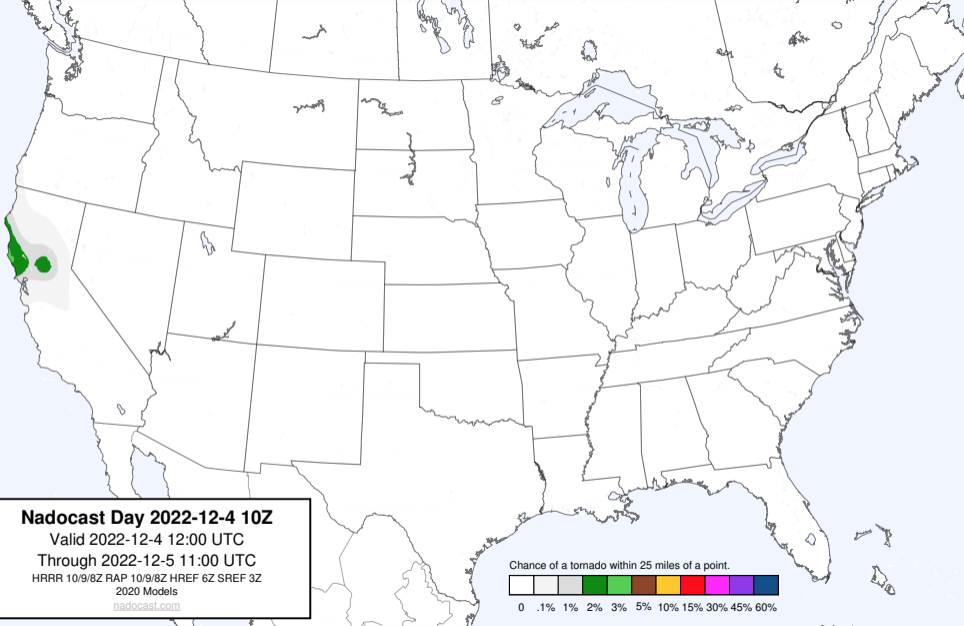 Nadocast Day 2022-12-4 10Z
Valid 2022-12-4 12:00 UTC
Through 2022-12-5 11:00 UTC
HRRR 10/9/8Z RAP 10/9/8Z HREF 6Z SREF 3Z
2020 Models
nadocast.com
Chance of a tornado within 25 miles of a point.
0 .1% 1% 2% 3% 5% 10% 15% 30% 45% 60%